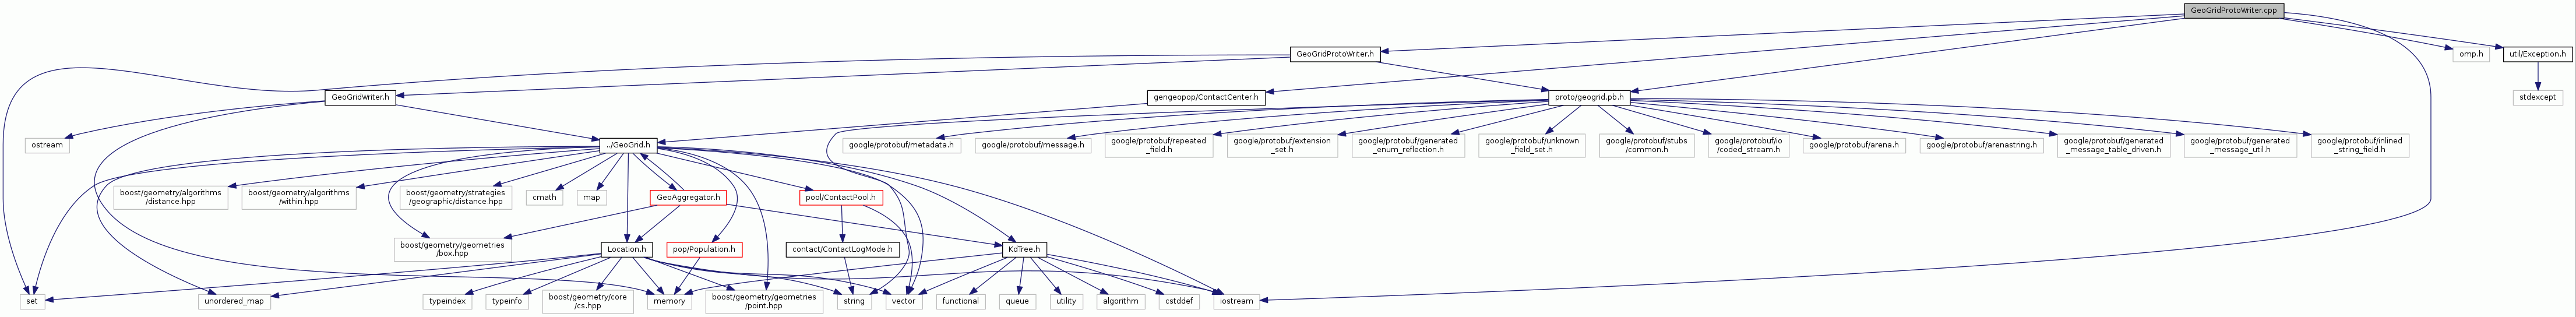 GeoGridProtoWriter.cpp
GeoGridProtoWriter.h
omp.h
util/Exception.h
GeoGridWriter.h
gengeopop/ContactCenter.h
proto/geogrid.pb.h
stdexcept
ostream
../GeoGrid.h
google/protobuf/metadata.h
google/protobuf/message.h
google/protobuf/repeated
_field.h
google/protobuf/extension
_set.h
google/protobuf/generated
_enum_reflection.h
google/protobuf/unknown
_field_set.h
google/protobuf/stubs
/common.h
google/protobuf/io
/coded_stream.h
google/protobuf/arena.h
google/protobuf/arenastring.h
google/protobuf/generated
_message_table_driven.h
google/protobuf/generated
_message_util.h
google/protobuf/inlined
_string_field.h
boost/geometry/algorithms
/distance.hpp
boost/geometry/algorithms
/within.hpp
boost/geometry/strategies
/geographic/distance.hpp
cmath
map
GeoAggregator.h
pool/ContactPool.h
boost/geometry/geometries
/box.hpp
Location.h
pop/Population.h
contact/ContactLogMode.h
KdTree.h
set
unordered_map
typeindex
typeinfo
boost/geometry/core
/cs.hpp
memory
boost/geometry/geometries
/point.hpp
string
vector
functional
queue
utility
algorithm
cstddef
iostream